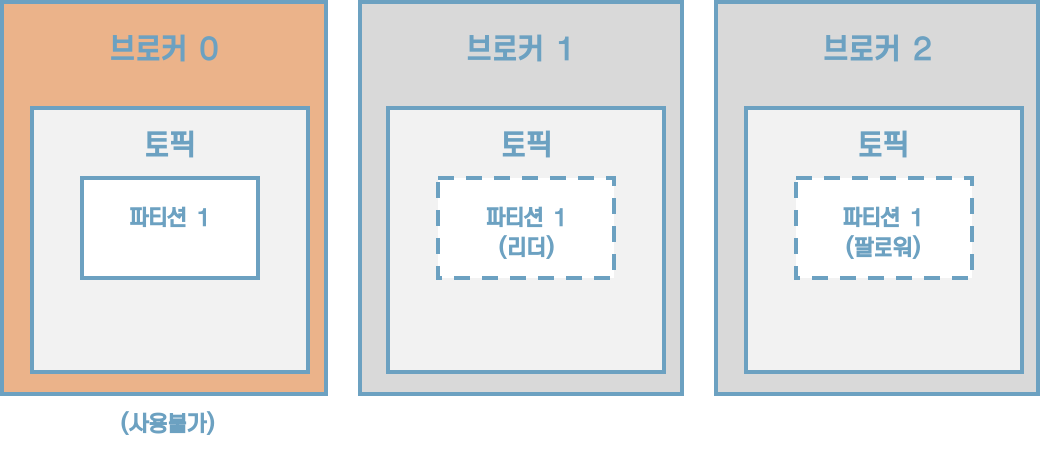 브로커 0
토픽
파티션 1
(사용불가)
브로커 1
토픽
파티션 1
(리더)
브로커 2
토픽
파티션 1
(팔로워)